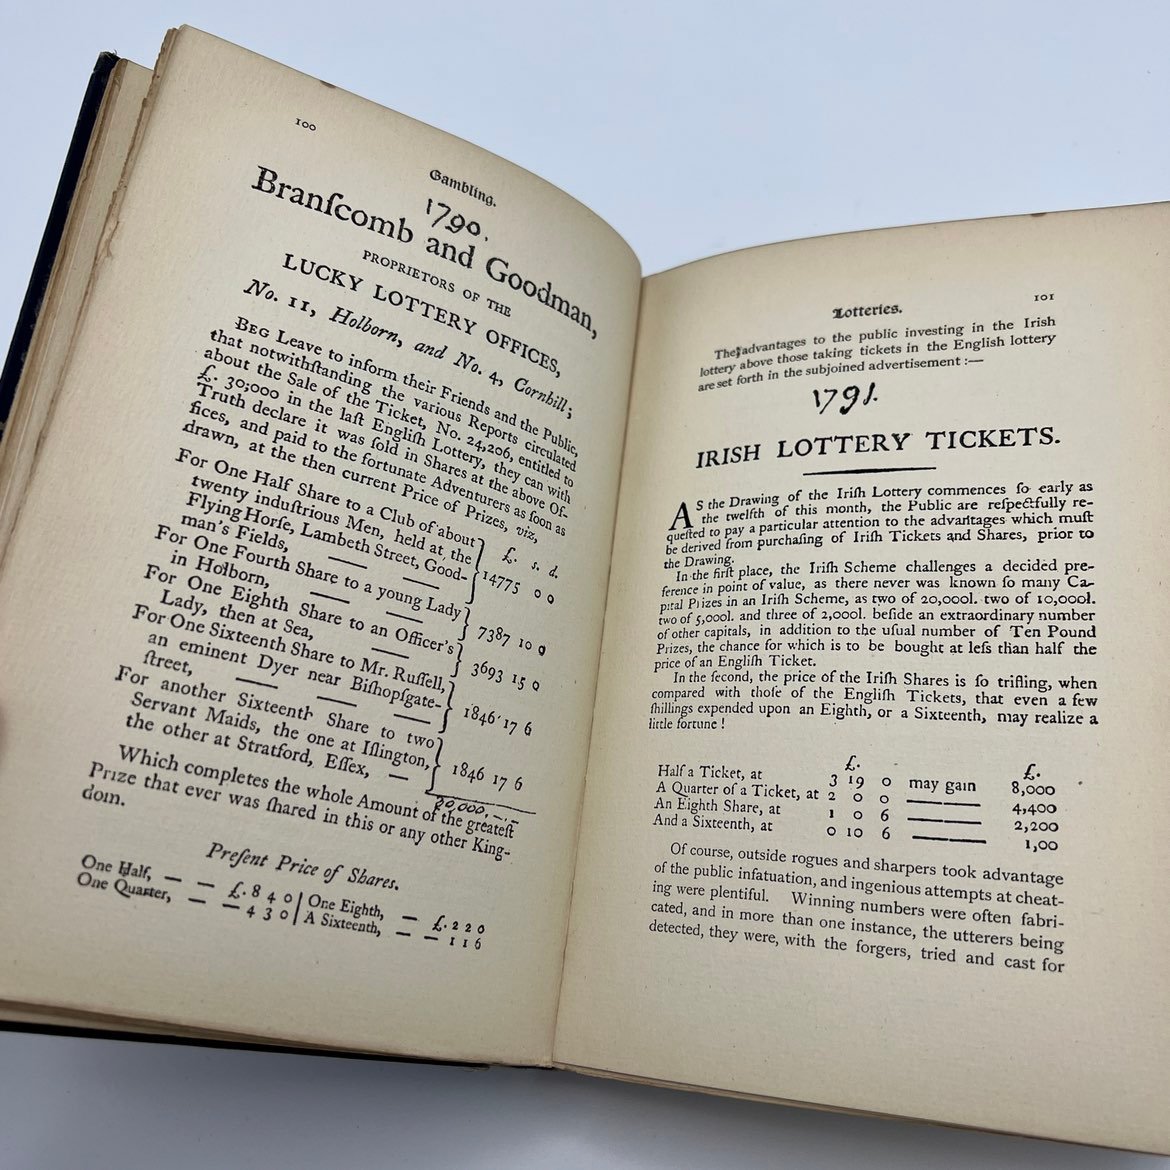 100
Gambling.
1790.
Branſcomb and Goodman,
PROPRIETORS OF THE
LUCKY LOTTERY OFFICES,
No. 11, Holborn, and No. 4, Cornhill;
BEG Leave to inform their Friends and the Public,
that notwithſtanding the various Reports circulated
about the Sale of the Ticket, No. 24,206, entitled to
£. 30,000 in the laſt Engliſh Lottery, they can with
Truth declare it was ſold in Shares at the above Of-
fices, and paid to the fortunate Adventurers as ſoon as
drawn, at the then current Price of Prizes, viz,
£. s. d.
For One Half Share to a Club of about
twenty induſtrious Men, held at the
Flying Horſe, Lambeth Street, Good-
man's Fields, — — } 14775 0 0
For One Fourth Share to a young Lady
in Holborn, — — } 7387 10 0
For One Eighth Share to an Officer's
Lady, then at Sea, — } 3693 15 0
For One Sixteenth Share to Mr. Ruſſell,
an eminent Dyer near Biſhopſgate-
ſtreet, — — — } 1846 17 6
For another Sixteenth Share to two
Servant Maids, the one at Iſlington,
the other at Stratford, Eſſex, — } 1846 17 6
Which completes the whole Amount of the greateſt
Prize that ever was ſhared in this or any other King-
dom.
Preſent Price of Shares.
One Half, — — £. 8 4 0 | One Eighth, — £. 2 2 0
One Quarter, — — 4 3 0 | A Sixteenth, — — 1 1 6
101
Lotteries.
The advantages to the public investing in the Irish
lottery above those taking tickets in the English lottery
are set forth in the subjoined advertisement :—
1791.
IRISH LOTTERY TICKETS.
AS the Drawing of the Iriſh Lottery commences ſo early as
the twelfth of this month, the Public are reſpectfully re-
queſted to pay a particular attention to the advantages which muſt
be derived from purchaſing of Iriſh Tickets and Shares, prior to
the Drawing.
In the firſt place, the Iriſh Scheme challenges a decided pre-
ference in point of value, as there never was known ſo many Ca-
pital Prizes in an Iriſh Scheme, as two of 20,000l. two of 10,000l.
two of 5,000l. and three of 2,000l. beſide an extraordinary number
of other capitals, in addition to the uſual number of Ten Pound
Prizes, the chance for which is to be bought at leſs than half the
price of an Engliſh Ticket.
In the ſecond, the price of the Iriſh Shares is ſo trifling, when
compared with thoſe of the Engliſh Tickets, that even a few
ſhillings expended upon an Eighth, or a Sixteenth, may realize a
little fortune !
£. £.
Half a Ticket, at 3 19 0 may gain 8,000
A Quarter of a Ticket, at 2 0 0 —— 4,400
An Eighth Share, at 1 0 6 —— 2,200
And a Sixteenth, at 0 10 6 —— 1,00
Of course, outside rogues and sharpers took advantage
of the public infatuation, and ingenious attempts at cheat-
ing were plentiful. Winning numbers were often fabri-
cated, and in more than one instance, the utterers being
detected, they were, with the forgers, tried and cast for